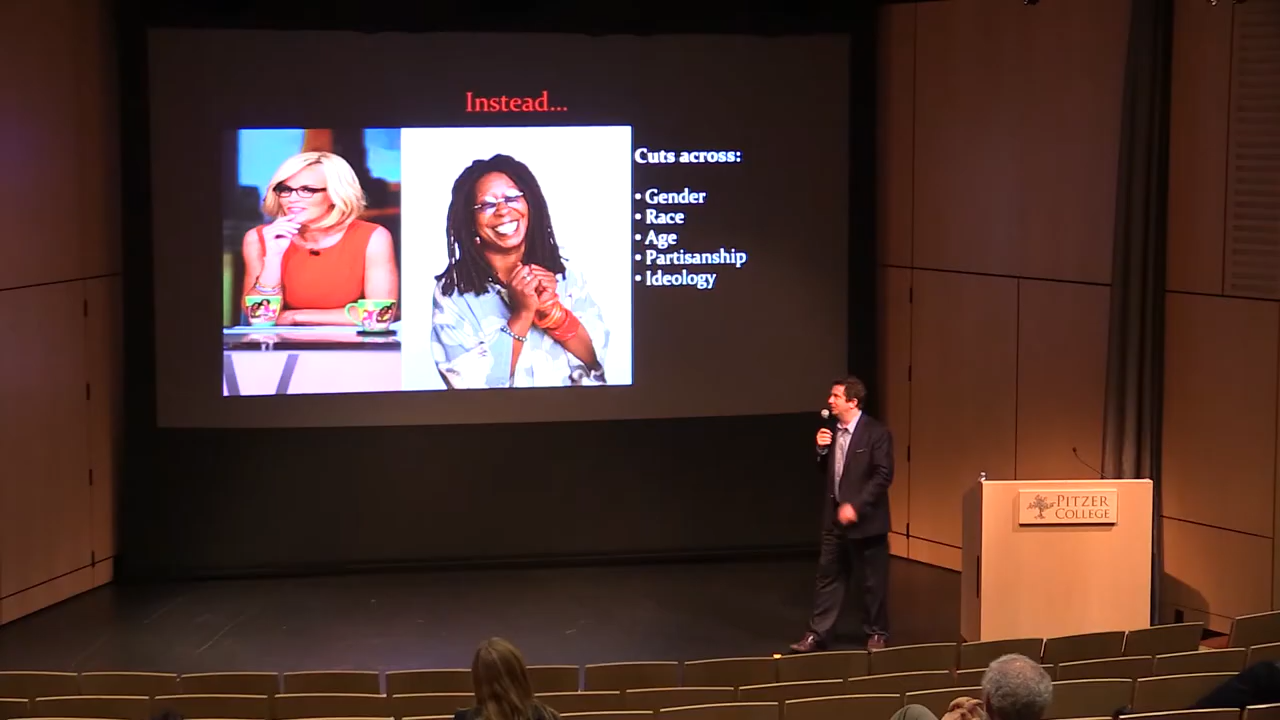 Instead...
Cuts across:
• Gender
• Race
• Age
• Partisanship
• Ideology
PITZER
COLLEGE